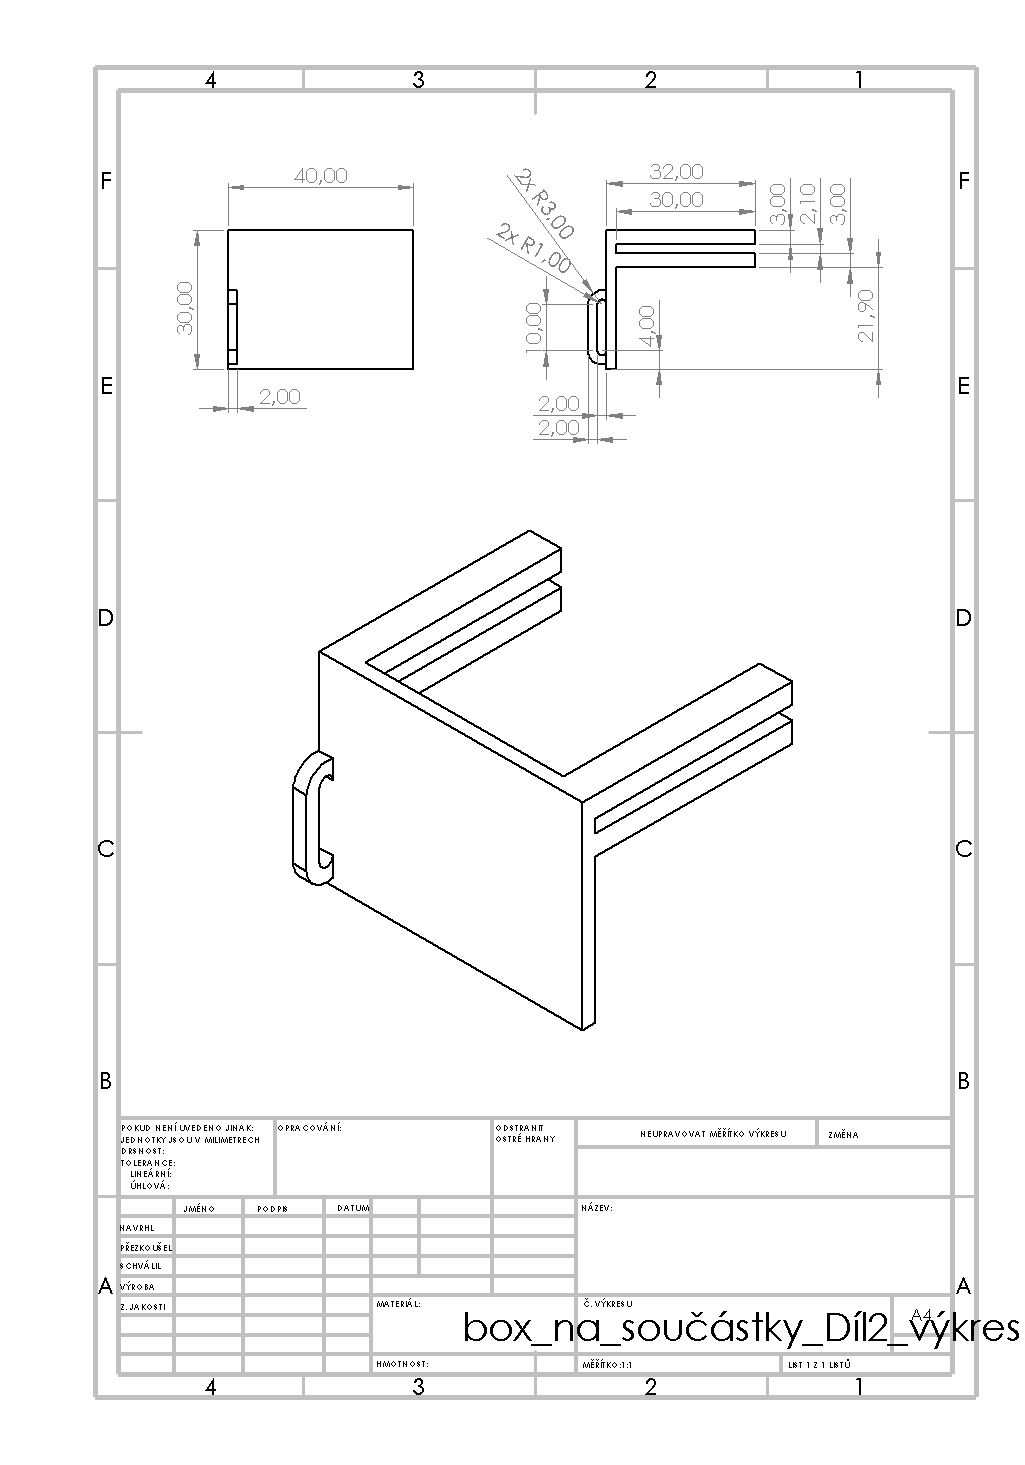 4 3 2 1
F F
40,00
32,00
30,00
3,00
2,10
3,00
2x R3,00
2x R1,00
30,00
10,00
4,00
21,90
E E
2,00
2,00
2,00
D D
C C
B B
POKUD NENÍ UVEDENO JINAK:
JEDNOTKY JSOU V MILIMETRECH
DRSNOST:
TOLERANCE:
LINEÁRNÍ:
ÚHLOVÁ:
OPRACOVÁNÍ:
ODSTRANIT
OSTRÉ HRANY
NEUPRAVOVAT MĚŘÍTKO VÝKRESU
ZMĚNA
JMÉNO PODPIS DATUM
NÁZEV:
NAVRHL
PŘEZKOUŠEL
SCHVÁLIL
VÝROBA
Z. JAKOSTI
A A
MATERIÁL:
Č. VÝKRESU
A4
box_na_součástky_Díl2_výkres
HMOTNOST:
MĚŘÍTKO:1:1
LIST 1 Z 1 LISTŮ
4 3 2 1